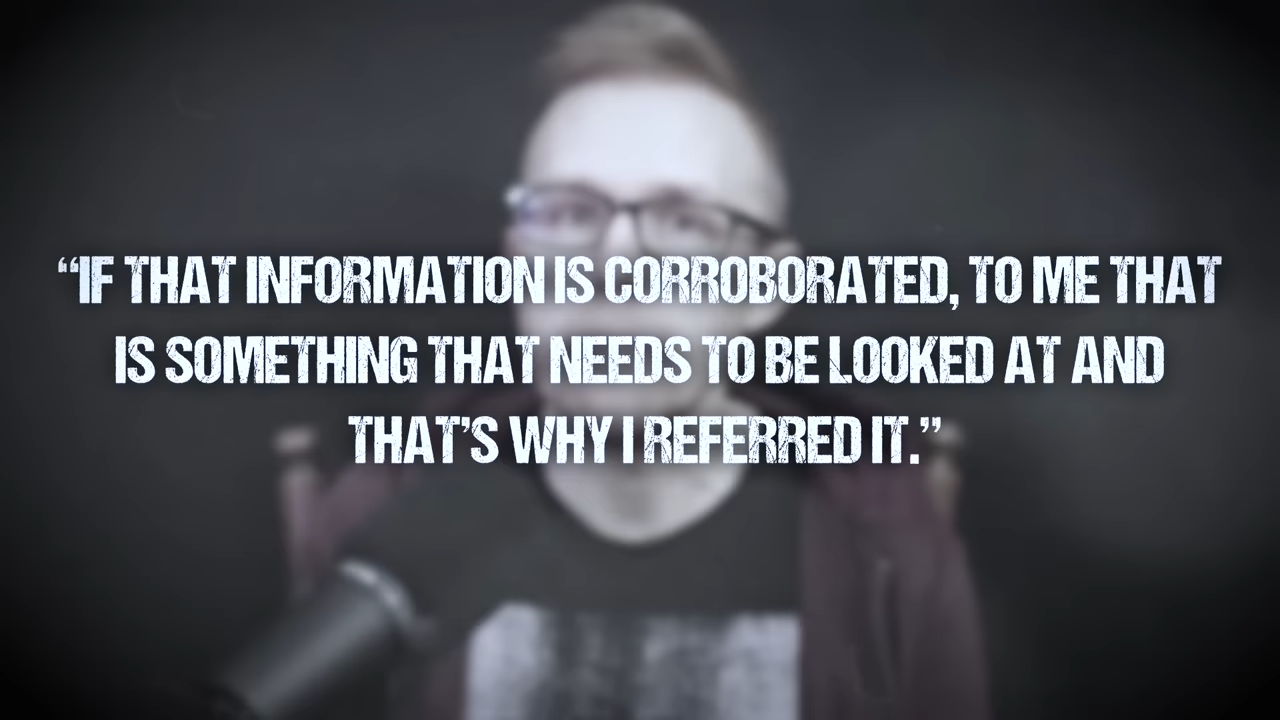 “IF THAT INFORMATION IS CORROBORATED, TO ME THAT
IS SOMETHING THAT NEEDS TO BE LOOKED AT AND
THAT’S WHY I REFERRED IT.”